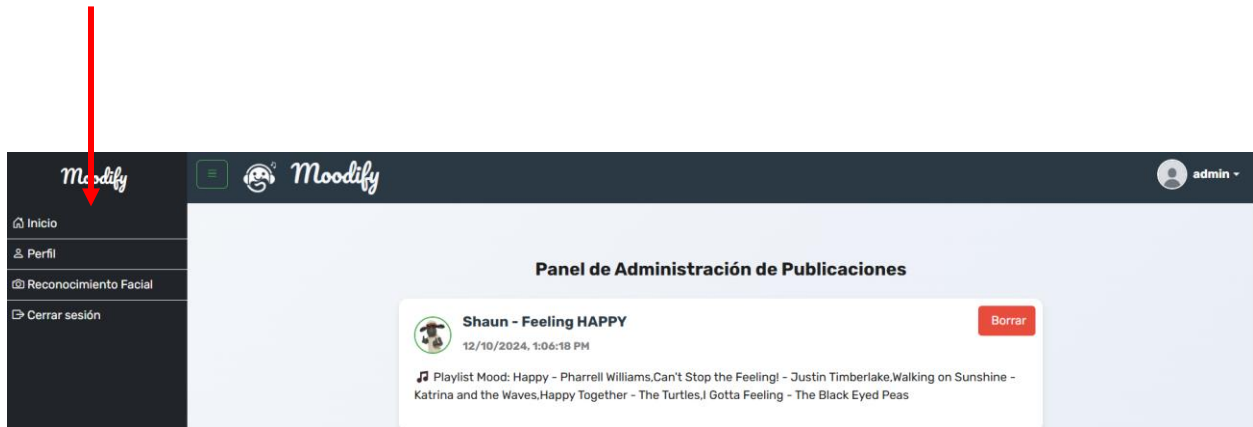 Moodify
Moodify
admin
Inicio
Perfil
Reconocimiento Facial
Cerrar sesión
Panel de Administración de Publicaciones
Shaun - Feeling HAPPY
Borrar
12/10/2024, 1:06:18 PM
Playlist Mood: Happy - Pharrell Williams,Can't Stop the Feeling! - Justin Timberlake,Walking on Sunshine -
Katrina and the Waves,Happy Together - The Turtles,I Gotta Feeling - The Black Eyed Peas